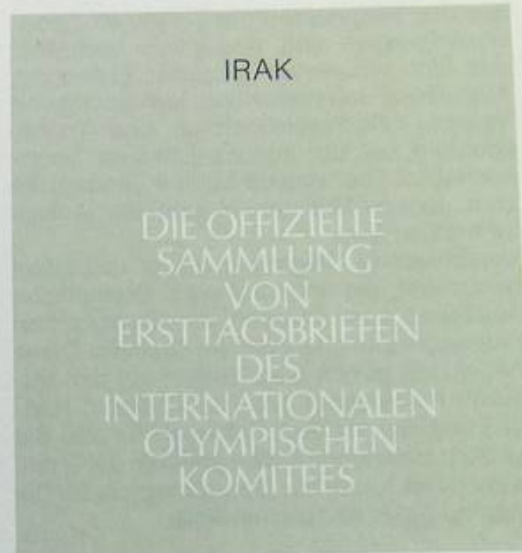 IRAK
DIE OFFIZIELLE
SAMMLUNG
VON
ERSTTAGSBRIEFEN
DES
INTERNATIONALEN
OLYMPISCHEN
KOMITEES